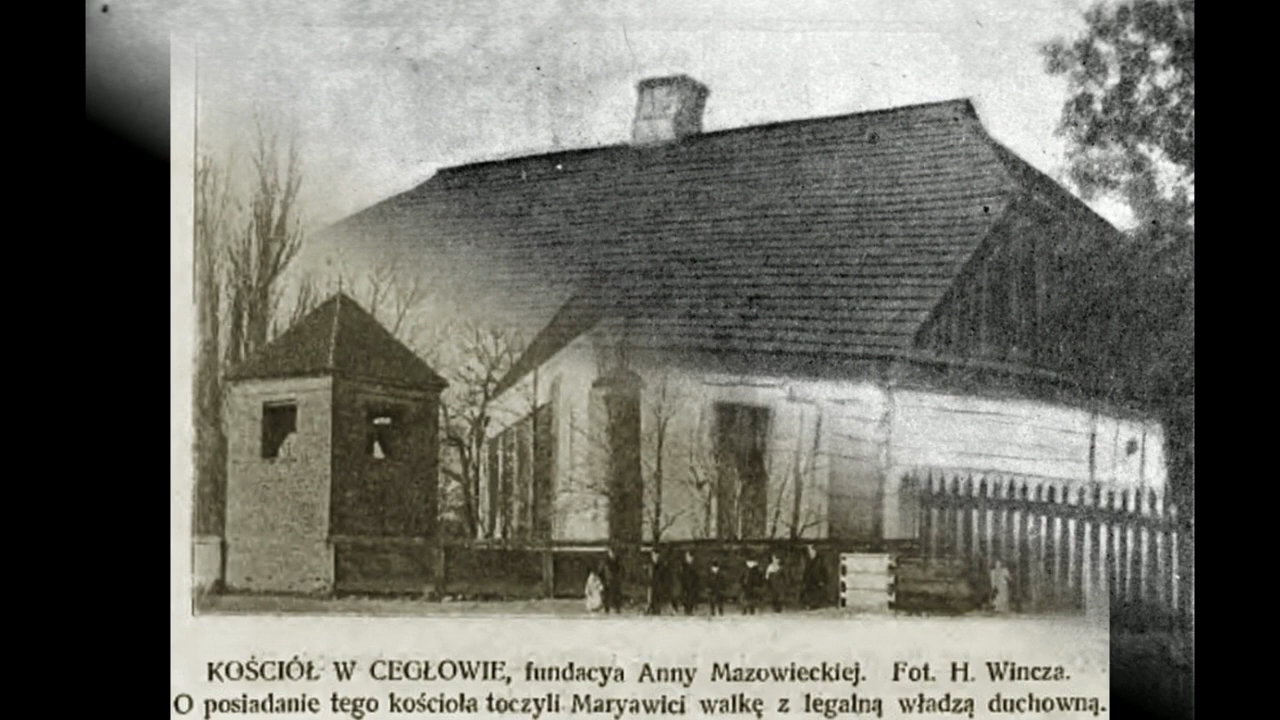 KOŚCIÓŁ W CEGŁOWIE, fundacya Anny Mazowieckiej. Fot. H. Wincza.
O posiadanie tego kościoła toczyli Maryawici walkę z legalną władzą duchowną.